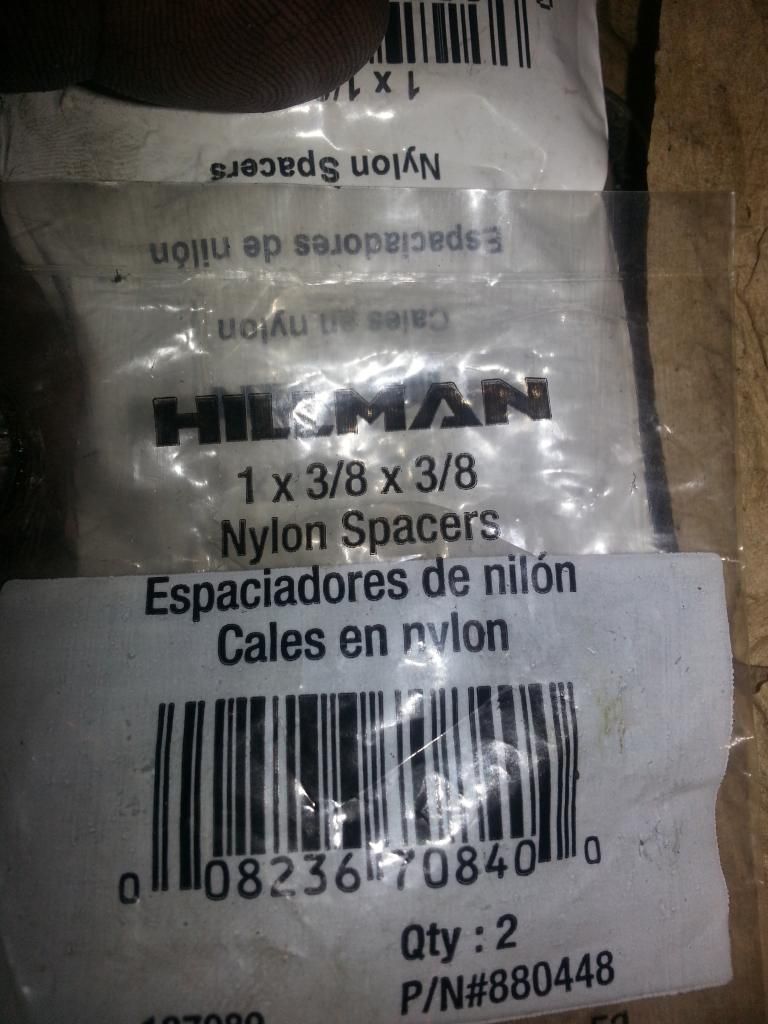 1 x 1/
Nylon Spacers
Espaciadores de nilón
Cales en nylon
HILLMAN
1 x 3/8 x 3/8
Nylon Spacers
Espaciadores de nilón
Cales en nylon
0 08236 70840 0
Qty : 2
P/N#880448